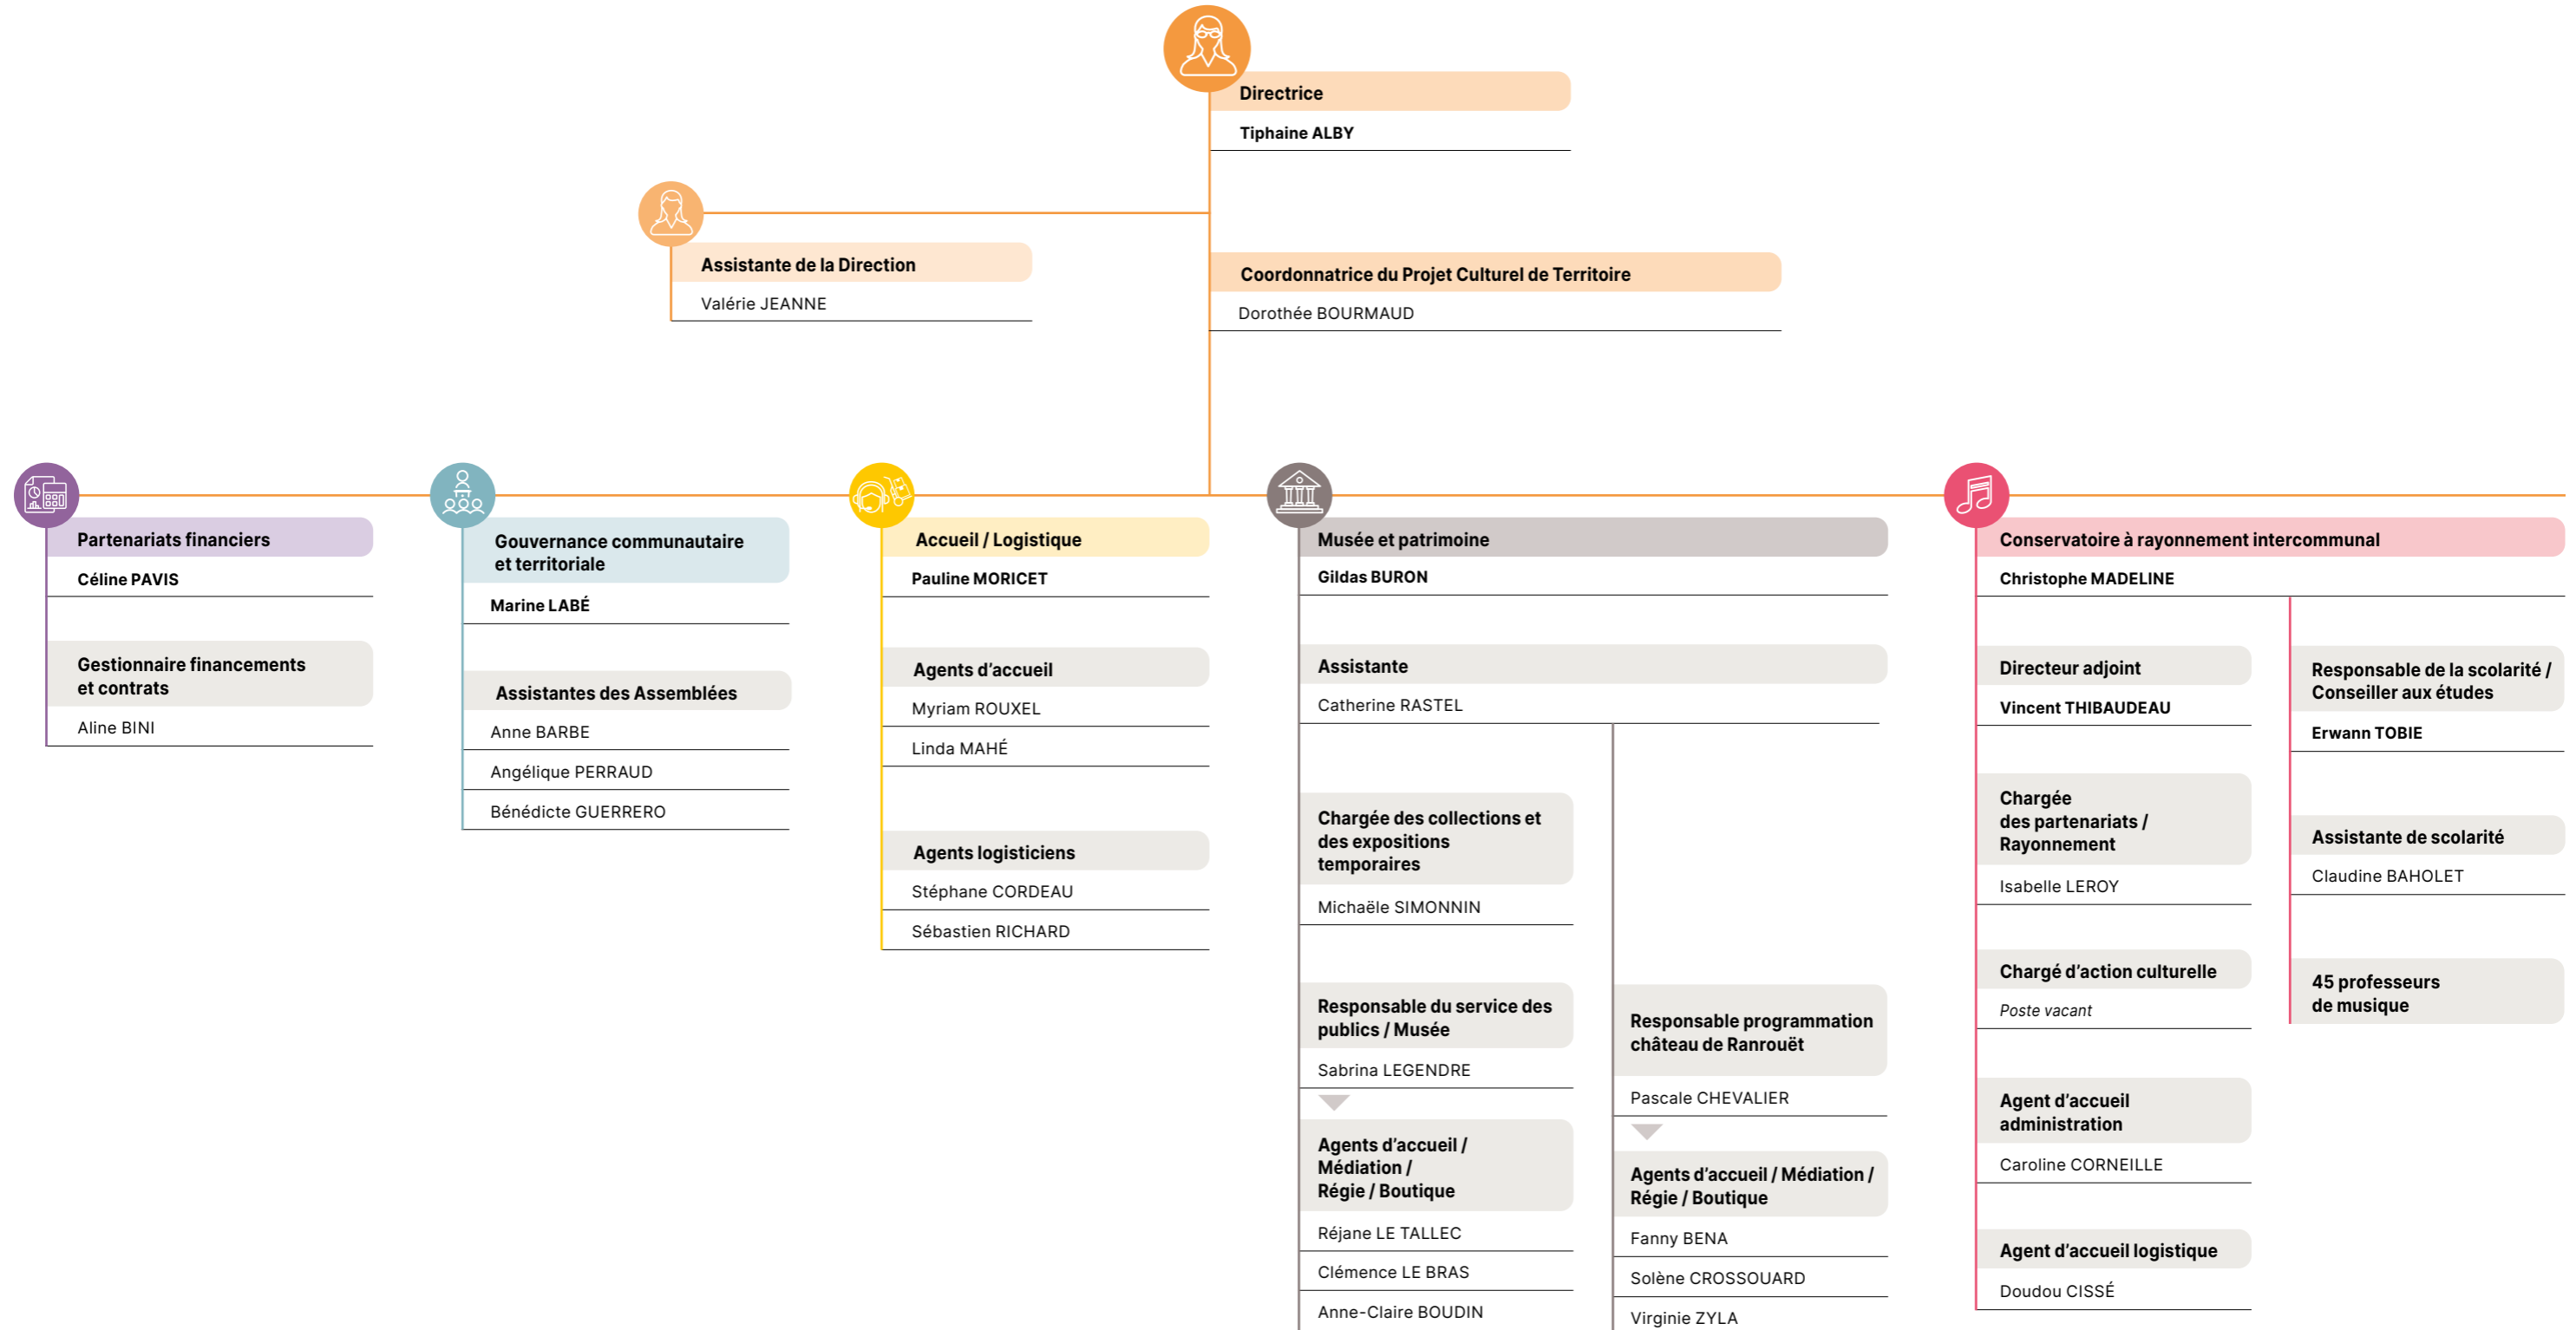 Directrice
Tiphaine ALBY
Assistante de la Direction
Valérie JEANNE
Coordonnatrice du Projet Culturel de Territoire
Dorothée BOURMAUD
Partenariats financiers
Céline PAVIS
Gestionnaire financements
et contrats
Aline BINI
Gouvernance communautaire
et territoriale
Marine LABÉ
Assistantes des Assemblées
Anne BARBE
Angélique PERRAUD
Bénédicte GUERRERO
Accueil / Logistique
Pauline MORICET
Agents d’accueil
Myriam ROUXEL
Linda MAHÉ
Agents logisticiens
Stéphane CORDEAU
Sébastien RICHARD
Musée et patrimoine
Gildas BURON
Assistante
Catherine RASTEL
Chargée des collections et
des expositions
temporaires
Michaële SIMONNIN
Responsable du service des
publics / Musée
Sabrina LEGENDRE
Agents d’accueil /
Médiation /
Régie / Boutique
Réjane LE TALLEC
Clémence LE BRAS
Anne-Claire BOUDIN
Responsable programmation
château de Ranrouët
Pascale CHEVALIER
Agents d’accueil / Médiation /
Régie / Boutique
Fanny BENA
Solène CROSSOUARD
Virginie ZYLA
Conservatoire à rayonnement intercommunal
Christophe MADELINE
Directeur adjoint
Vincent THIBAUDEAU
Chargée
des partenariats /
Rayonnement
Isabelle LEROY
Chargé d’action culturelle
Poste vacant
Agent d’accueil
administration
Caroline CORNEILLE
Agent d’accueil logistique
Doudou CISSÉ
Responsable de la scolarité /
Conseiller aux études
Erwann TOBIE
Assistante de scolarité
Claudine BAHOLET
45 professeurs
de musique